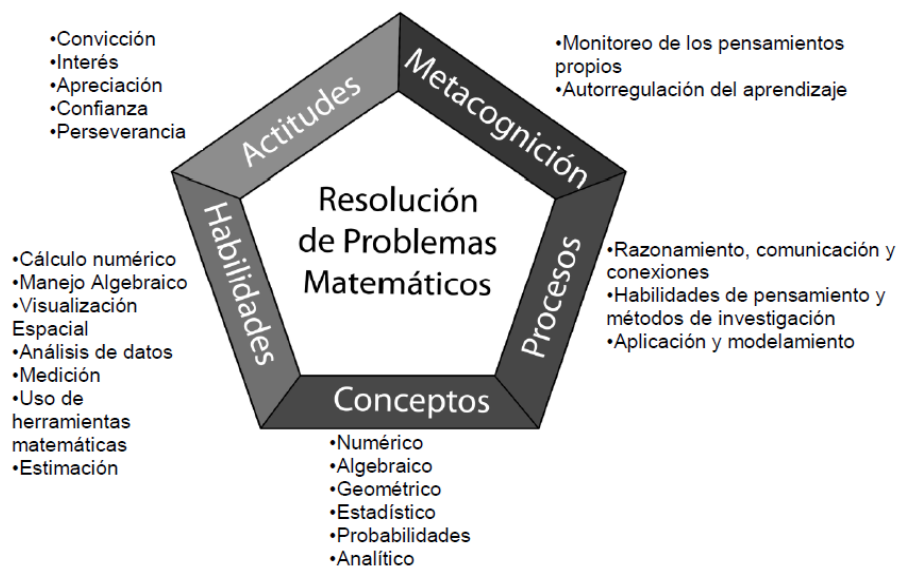 •Convicción
•Interés
•Apreciación
•Confianza
•Perseverancia
Actitudes
Metacognición
•Monitoreo de los pensamientos
propios
•Autorregulación del aprendizaje
Resolución
de Problemas
Matemáticos
Habilidades
•Cálculo numérico
•Manejo Algebraico
•Visualización
Espacial
•Análisis de datos
•Medición
•Uso de
herramientas
matemáticas
•Estimación
Procesos
•Razonamiento, comunicación y
conexiones
•Habilidades de pensamiento y
métodos de investigación
•Aplicación y modelamiento
Conceptos
•Numérico
•Algebraico
•Geométrico
•Estadístico
•Probabilidades
•Analítico